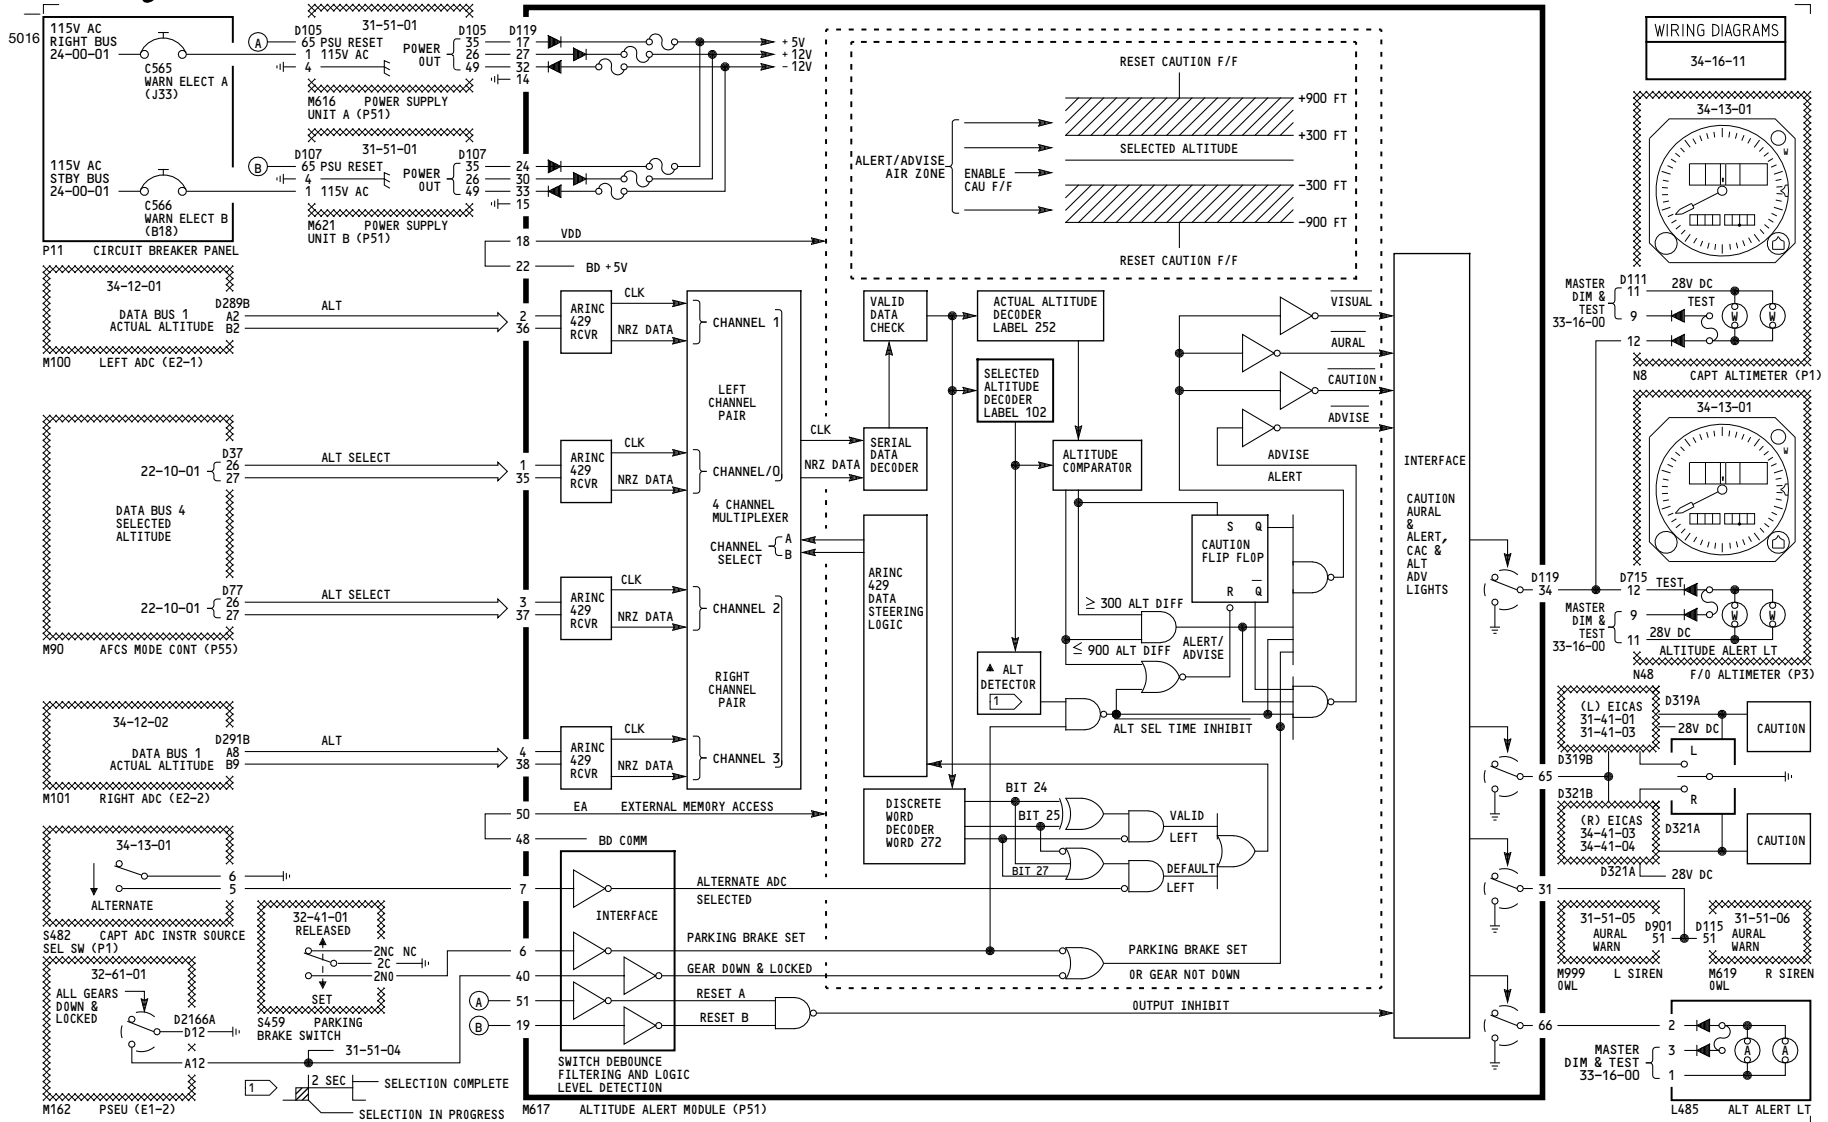 5016
115V AC
RIGHT BUS
24-00-01
C565
WARN ELECT A
(J33)
115V AC
STBY BUS
24-00-01
C566
WARN ELECT B
(B18)
P11 CIRCUIT BREAKER PANEL
A
31-51-01
D105 D105
65 PSU RESET 35
1 115V AC POWER OUT 26
4 49
M616 POWER SUPPLY
UNIT A (P51)
B
31-51-01
D107 D107
65 PSU RESET 35
4 POWER OUT 26
1 115V AC 49
M621 POWER SUPPLY
UNIT B (P51)
D119
17
27
32
14
24
30
33
15
+5V
+12V
-12V
18 VDD
22 BD +5V
34-12-01
DATA BUS 1
ACTUAL ALTITUDE
D289B
A2
B2
M100 LEFT ADC (E2-1)
ALT
2
36
ARINC
429
RCVR
CLK
NRZ DATA
CHANNEL 1
LEFT
CHANNEL
PAIR
22-10-01
D37
26
27
DATA BUS 4
SELECTED
ALTITUDE
ALT SELECT
1
35
ARINC
429
RCVR
CLK
NRZ DATA
CHANNEL/0
4 CHANNEL
MULTIPLEXER
CHANNEL
SELECT
A
B
22-10-01
D77
26
27
M90 AFCS MODE CONT (P55)
ALT SELECT
3
37
ARINC
429
RCVR
CLK
NRZ DATA
CHANNEL 2
RIGHT
CHANNEL
PAIR
34-12-02
DATA BUS 1
ACTUAL ALTITUDE
D291B
A8
B9
M101 RIGHT ADC (E2-2)
ALT
4
38
ARINC
429
RCVR
CLK
NRZ DATA
CHANNEL 3
50 EA EXTERNAL MEMORY ACCESS
48 BD COMM
34-13-01
6
5
ALTERNATE
S482 CAPT ADC INSTR SOURCE
SEL SW (P1)
7
INTERFACE
ALTERNATE ADC
SELECTED
32-41-01
RELEASED
2NC NC
2C
2NO
SET
S459 PARKING
BRAKE SWITCH
6
PARKING BRAKE SET
40
GEAR DOWN & LOCKED
A 51 RESET A
B 19 RESET B
SWITCH DEBOUNCE
FILTERING AND LOGIC
LEVEL DETECTION
32-61-01
ALL GEARS
DOWN &
LOCKED
D2166A
D12
A12
M162 PSEU (E1-2)
31-51-04
1
2 SEC
SELECTION COMPLETE
SELECTION IN PROGRESS
M617 ALTITUDE ALERT MODULE (P51)
RESET CAUTION F/F
+900 FT
+300 FT
SELECTED ALTITUDE
ALERT/ADVISE
AIR ZONE
ENABLE
CAU F/F
-300 FT
-900 FT
RESET CAUTION F/F
VALID
DATA
CHECK
ACTUAL ALTITUDE
DECODER
LABEL 252
SELECTED
ALTITUDE
DECODER
LABEL 102
CLK
NRZ DATA
SERIAL
DATA
DECODER
ALTITUDE
COMPARATOR
VISUAL
AURAL
CAUTION
ADVISE
ADVISE
ALERT
S Q
CAUTION
FLIP FLOP
R Q
ARINC
429
DATA
STEERING
LOGIC
≥ 300 ALT DIFF
≤ 900 ALT DIFF
ALERT/
ADVISE
▲ ALT
DETECTOR
1
ALT SEL TIME INHIBIT
DISCRETE
WORD
DECODER
WORD 272
BIT 24
BIT 25
BIT 27
VALID
LEFT
DEFAULT
LEFT
PARKING BRAKE SET
OR GEAR NOT DOWN
OUTPUT INHIBIT
INTERFACE
CAUTION
AURAL
&
ALERT,
CAC &
ALT
ADV
LIGHTS
WIRING DIAGRAMS
34-16-11
34-13-01
W
MASTER
DIM &
TEST
33-16-00
D111
11 28V DC
9 TEST
12
W W
N8 CAPT ALTIMETER (P1)
34-13-01
D119
34
D715
12 TEST
9
11 28V DC
W W
MASTER
DIM &
TEST
33-16-00
ALTITUDE ALERT LT
N48 F/O ALTIMETER (P3)
65
(L) EICAS
31-41-01
31-41-03
D319A
28V DC
CAUTION
D319B
L
R
D321B
(R) EICAS
34-41-03
34-41-04
D321A
CAUTION
D321A 28V DC
31
31-51-05
AURAL
WARN
D901
51
M999 L SIREN
OWL
D115
51
31-51-06
AURAL
WARN
M619 R SIREN
OWL
66
2
3
1
A A
MASTER
DIM & TEST
33-16-00
L485 ALT ALERT LT